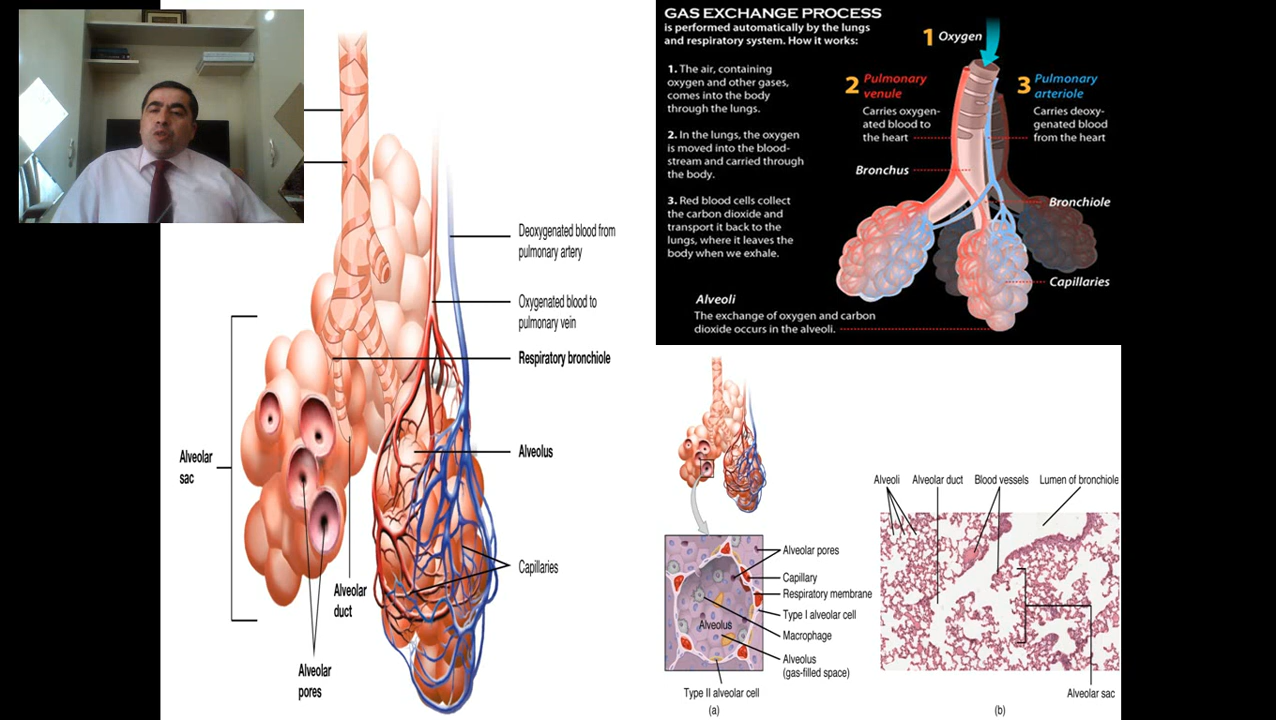 Deoxygenated blood from
pulmonary artery
Oxygenated blood to
pulmonary vein
Respiratory bronchiole
Alveolar
sac
Alveolus
Capillaries
Alveolar
duct
Alveolar
pores
GAS EXCHANGE PROCESS
is performed automatically by the lungs
and respiratory system. How it works:
1. The air, containing
oxygen and other gases,
comes into the body
through the lungs.
2. In the lungs, the oxygen
is moved into the blood-
stream and carried through
the body.
3. Red blood cells collect
the carbon dioxide and
transport it back to the
lungs, where it leaves the
body when we exhale.
1 Oxygen
2 Pulmonary
venule
Carries oxygen-
ated blood to
the heart
3 Pulmonary
arteriole
Carries deoxy-
genated blood
from the heart
Bronchus
Bronchiole
Capillaries
Alveoli
The exchange of oxygen and carbon
dioxide occurs in the alveoli.
Alveolar pores
Capillary
Respiratory membrane
Type I alveolar cell
Macrophage
Alveolus
Alveolus
(gas-filled space)
Type II alveolar cell
(a)
Alveoli
Alveolar duct
Blood vessels
Lumen of bronchiole
Alveolar sac
(b)